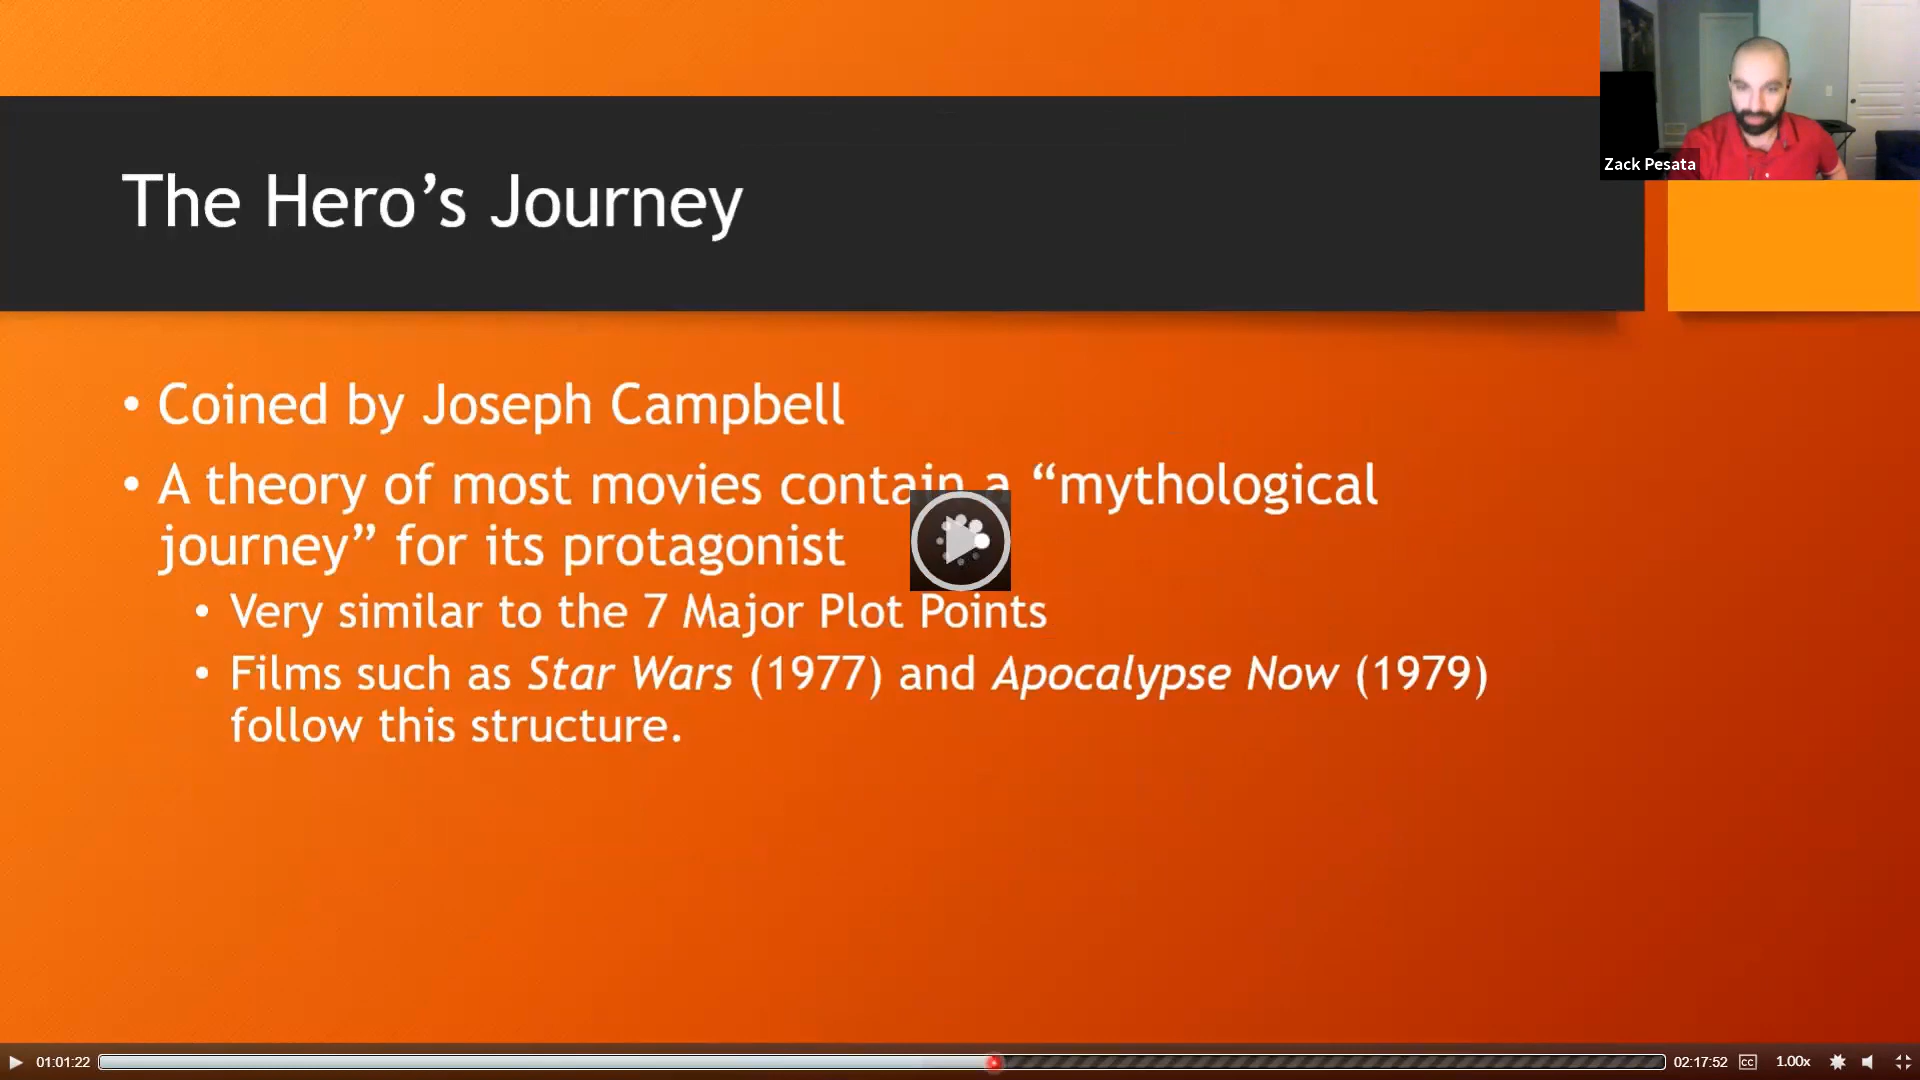 Zack Pesata
The Hero’s Journey
• Coined by Joseph Campbell
• A theory of most movies contain a “mythological
journey” for its protagonist
• Very similar to the 7 Major Plot Points
• Films such as Star Wars (1977) and Apocalypse Now (1979)
follow this structure.
01:01:22 02:17:52 CC 1.00x